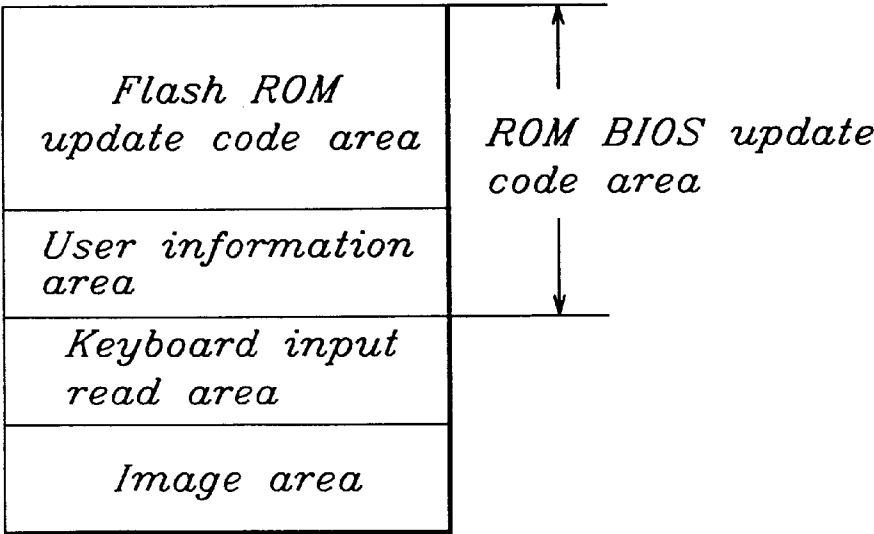 Flash ROM
update code area
ROM BIOS update
code area
User information
area
Keyboard input
read area
Image area